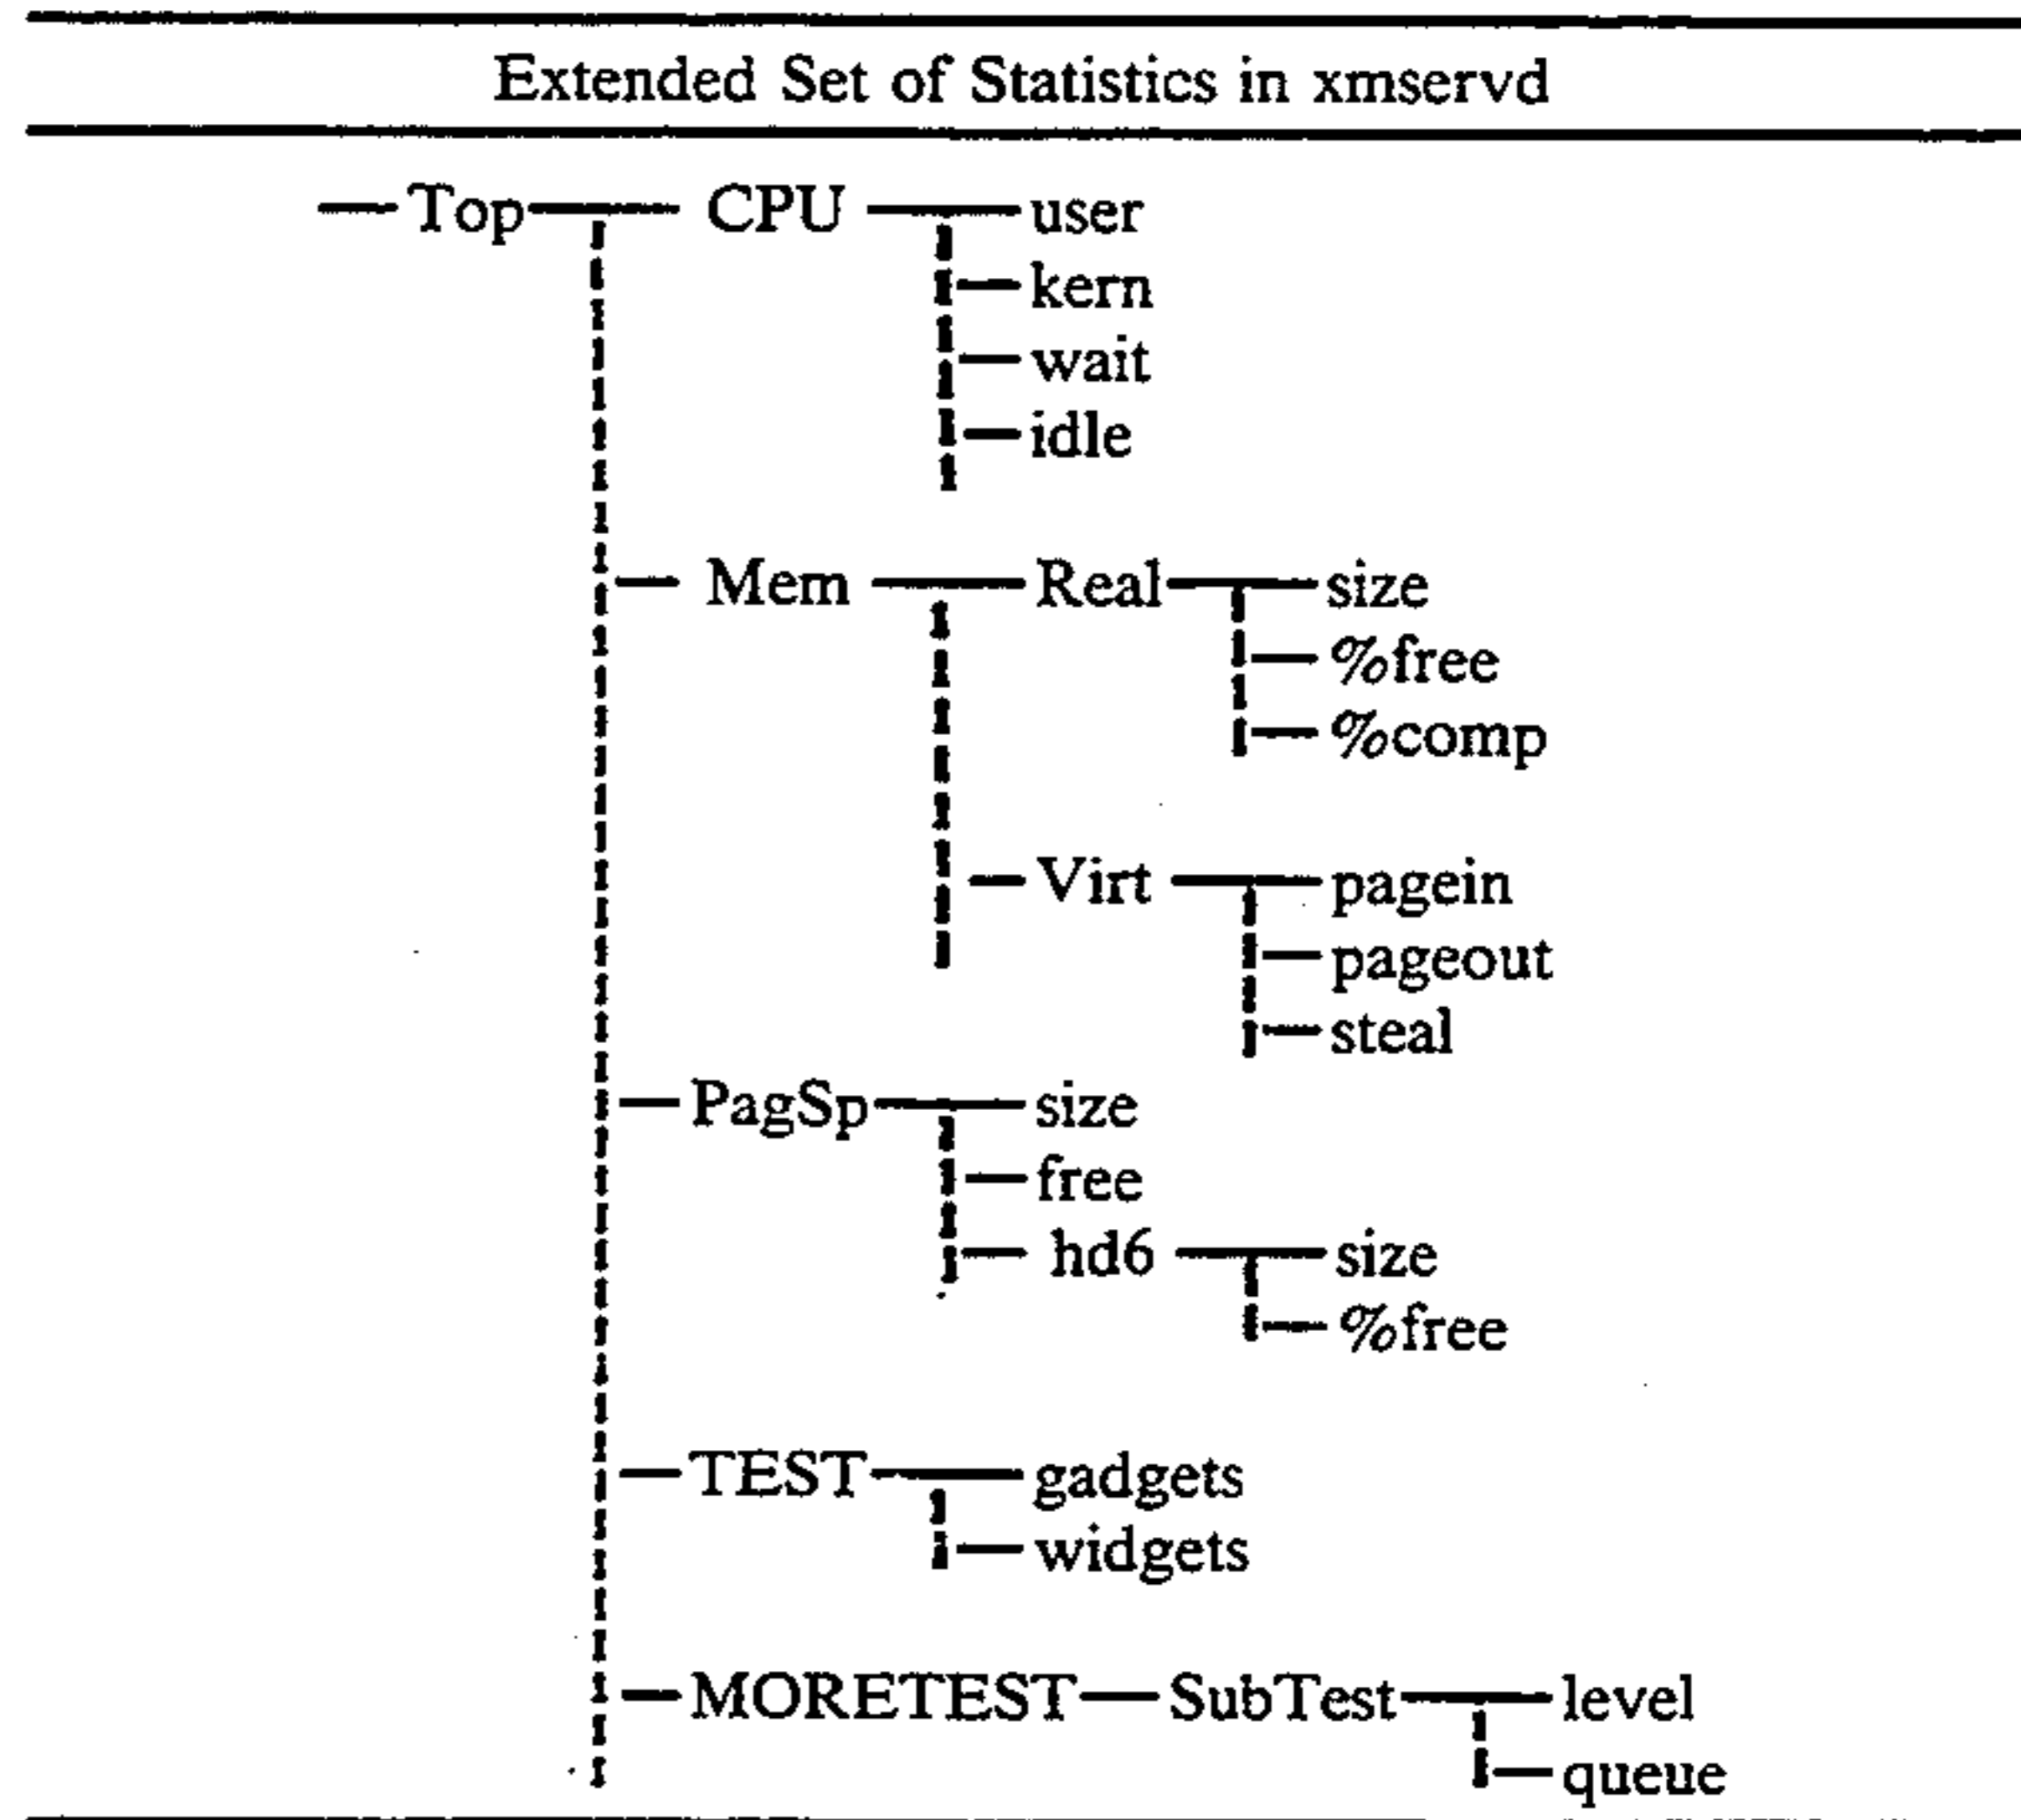 Extended Set of Statistics in xmservd
Top CPU user
kern
wait
idle
Mem Real size
%free
%comp
Virt pagein
pageout
steal
PagSp size
free
hd6 size
%free
TEST gadgets
widgets
MORETEST SubTest level
queue